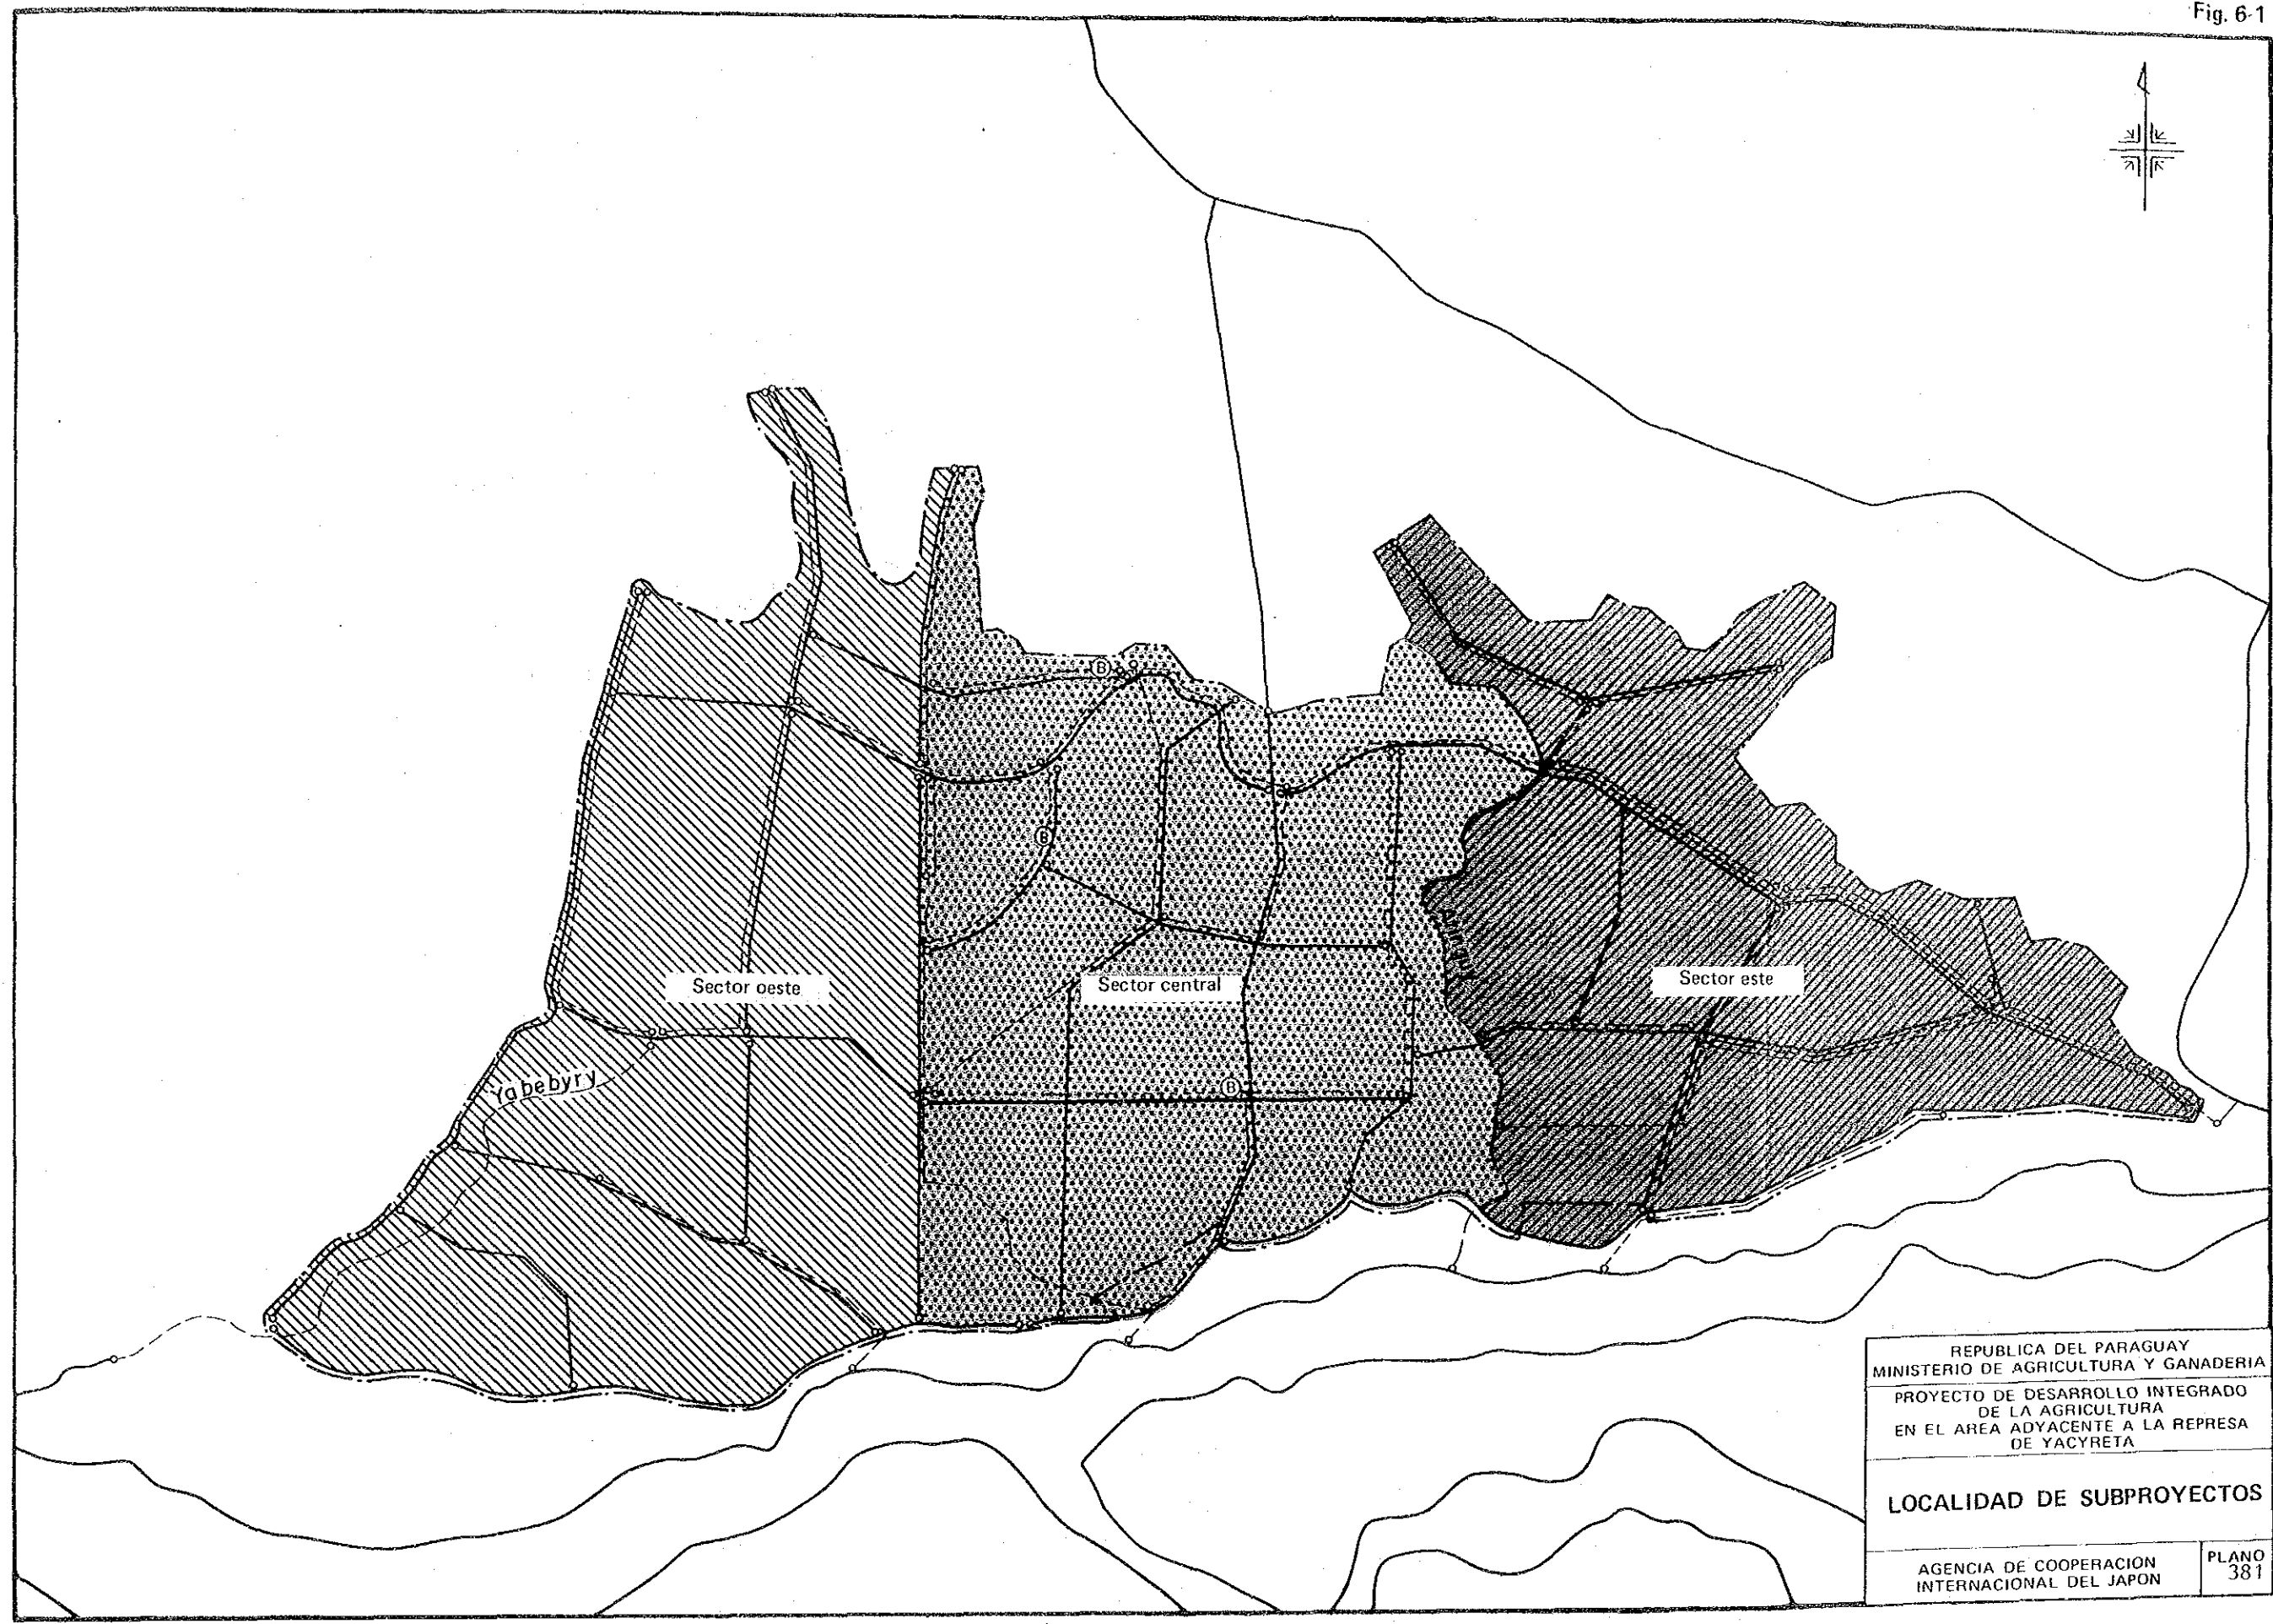 Fig. 6-1
B
B
Sector oeste
Sector central
Sector este
Yabebyry
B
REPUBLICA DEL PARAGUAY
MINISTERIO DE AGRICULTURA Y GANADERIA
PROYECTO DE DESARROLLO INTEGRADO
DE LA AGRICULTURA
EN EL AREA ADYACENTE A LA REPRESA
DE YACYRETA
LOCALIDAD DE SUBPROYECTOS
AGENCIA DE COOPERACION
INTERNACIONAL DEL JAPON
PLANO
381